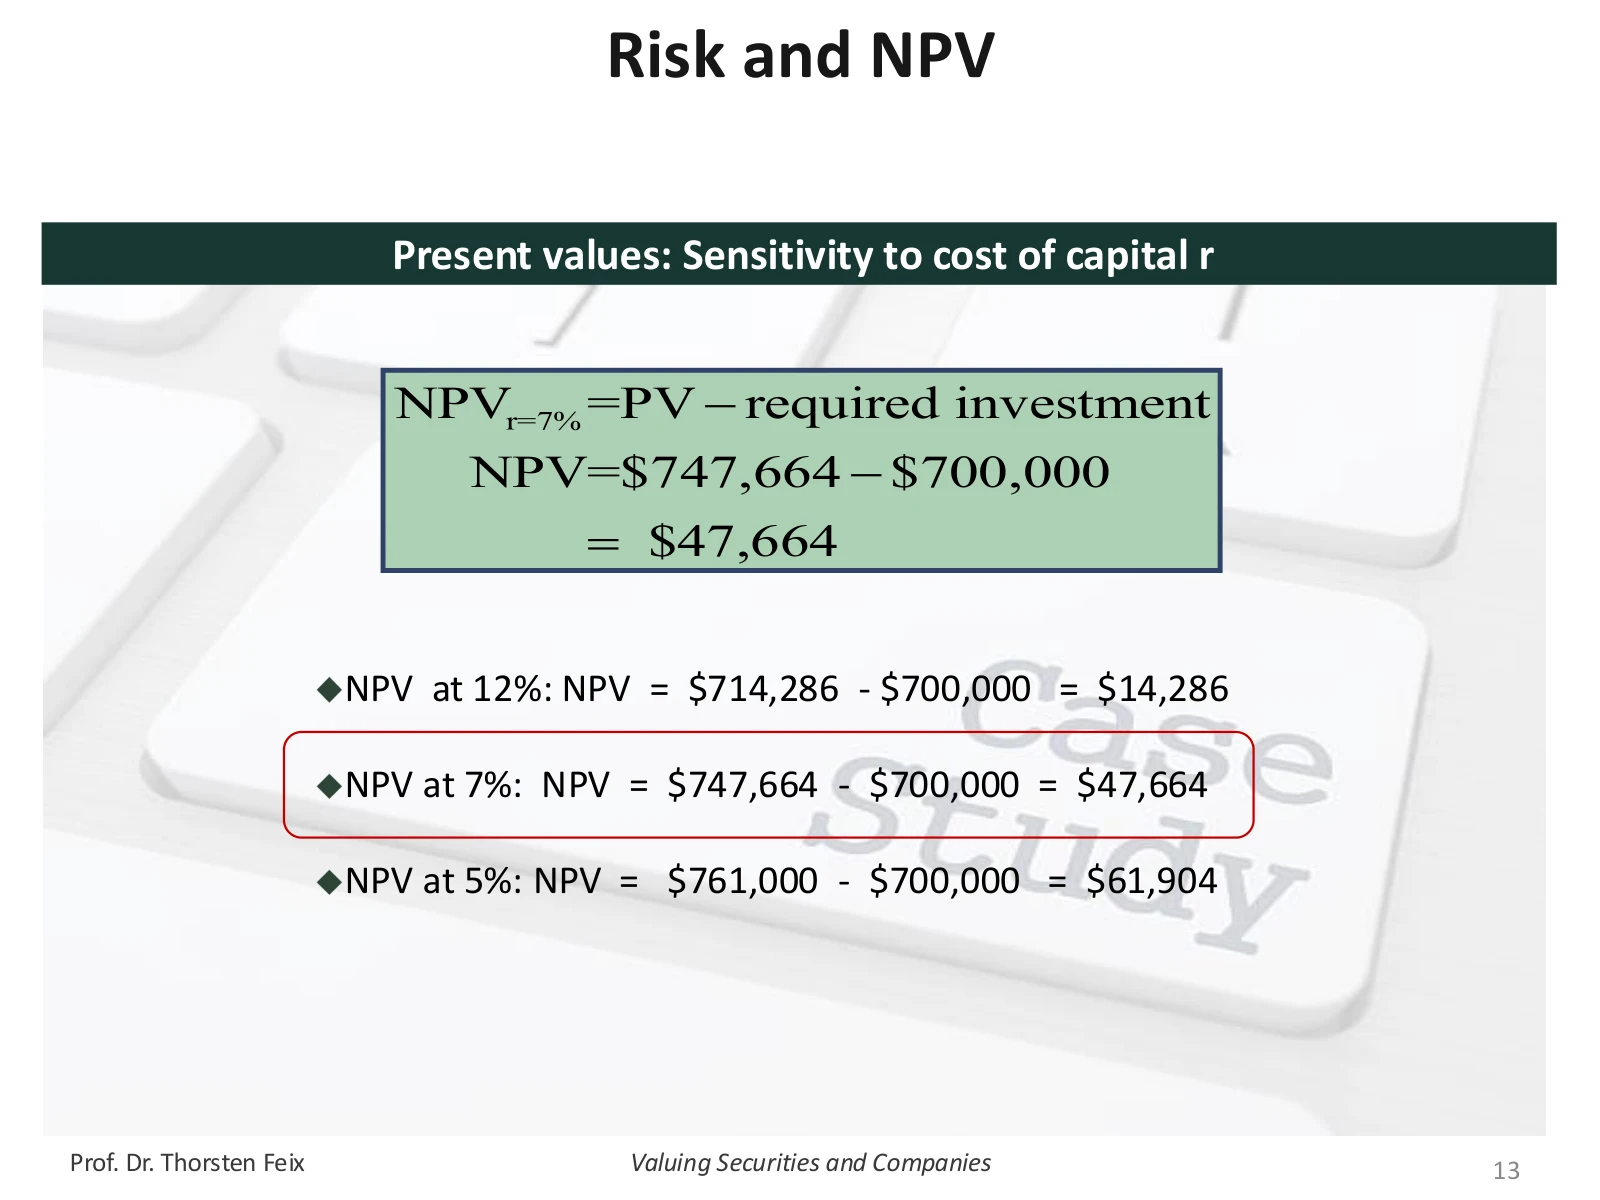 Risk and NPV
Present values: Sensitivity to cost of capital r
NPVr=7% =PV – required investment
NPV=$747,664 – $700,000
= $47,664
◆NPV at 12%: NPV = $714,286 - $700,000 = $14,286
◆NPV at 7%: NPV = $747,664 - $700,000 = $47,664
◆NPV at 5%: NPV = $761,000 - $700,000 = $61,904
Case
Study
Prof. Dr. Thorsten Feix
Valuing Securities and Companies
13